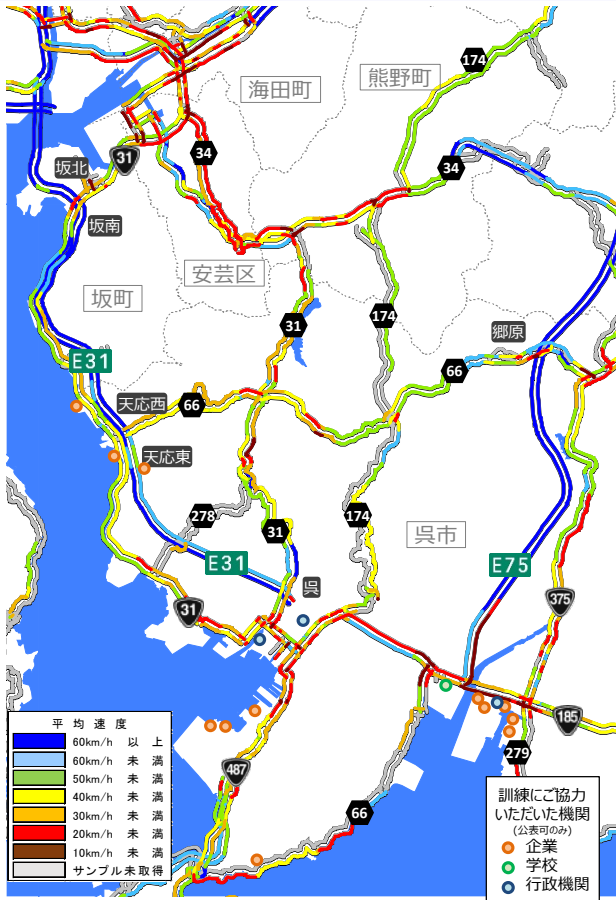 174
海田町
熊野町
31
34
34
坂北
坂南
安芸区
坂町
31
174
郷原
66
E31
天応西
66
天応東
278
31
174
呉市
E31
E75
呉
375
31
平均速度
60km/h 以上
60km/h 未満
50km/h 未満
40km/h 未満
30km/h 未満
20km/h 未満
10km/h 未満
サンプル未取得
487
185
279
66
訓練にご協力
いただいた機関
(公表可のみ)
企業
学校
行政機関